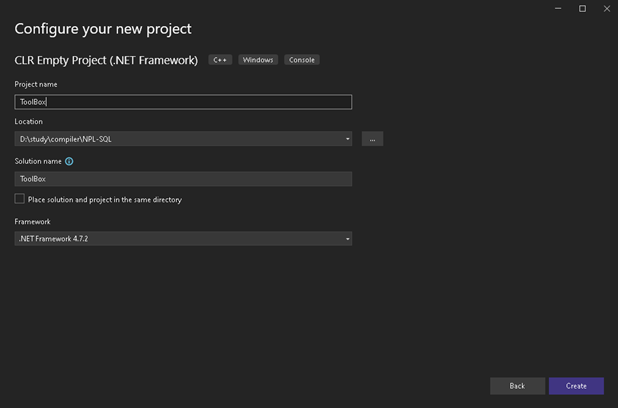 Configure your new project
CLR Empty Project (.NET Framework) C++ Windows Console
Project name
ToolBox
Location
D:\study\compiler\NPL-SQL ...
Solution name
ToolBox
Place solution and project in the same directory
Framework
.NET Framework 4.7.2
Back Create